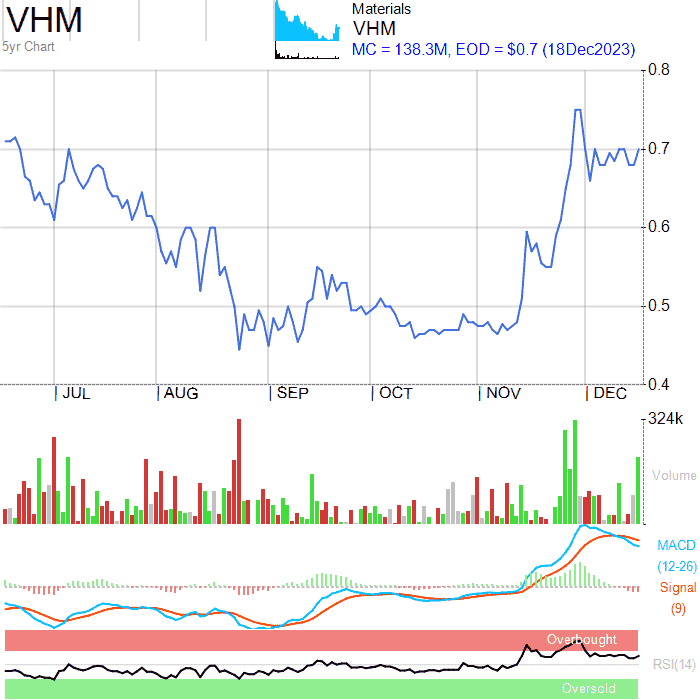 VHM
5yr Chart
Materials
VHM
MC = 138.3M, EOD = $0.7 (18Dec2023)
0.8
0.7
0.6
0.5
0.4
JUL AUG SEP OCT NOV DEC
324k
Volume
MACD
(12-26)
Signal
(9)
Overbought
RSI(14)
Oversold